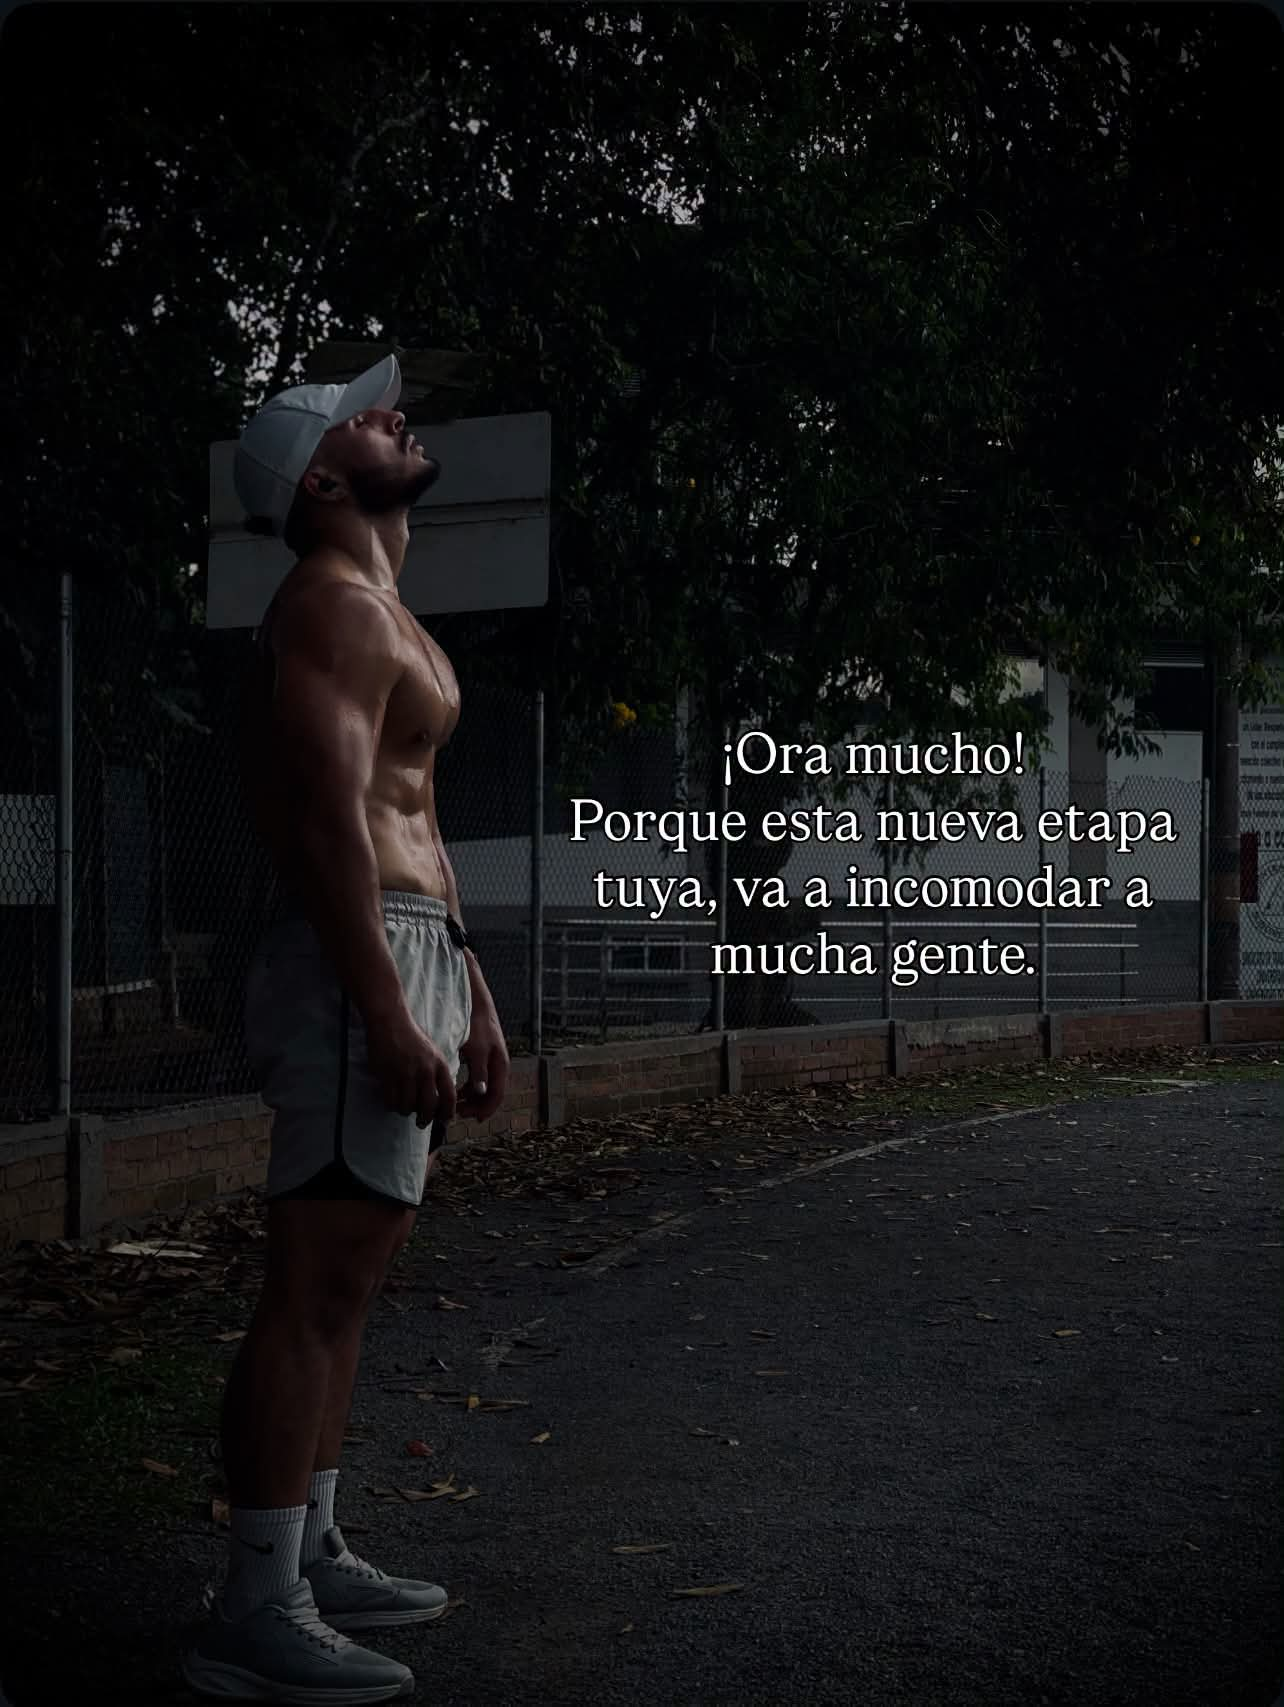 ¡Ora mucho!
Porque esta nueva etapa
tuya, va a incomodar a
mucha gente.